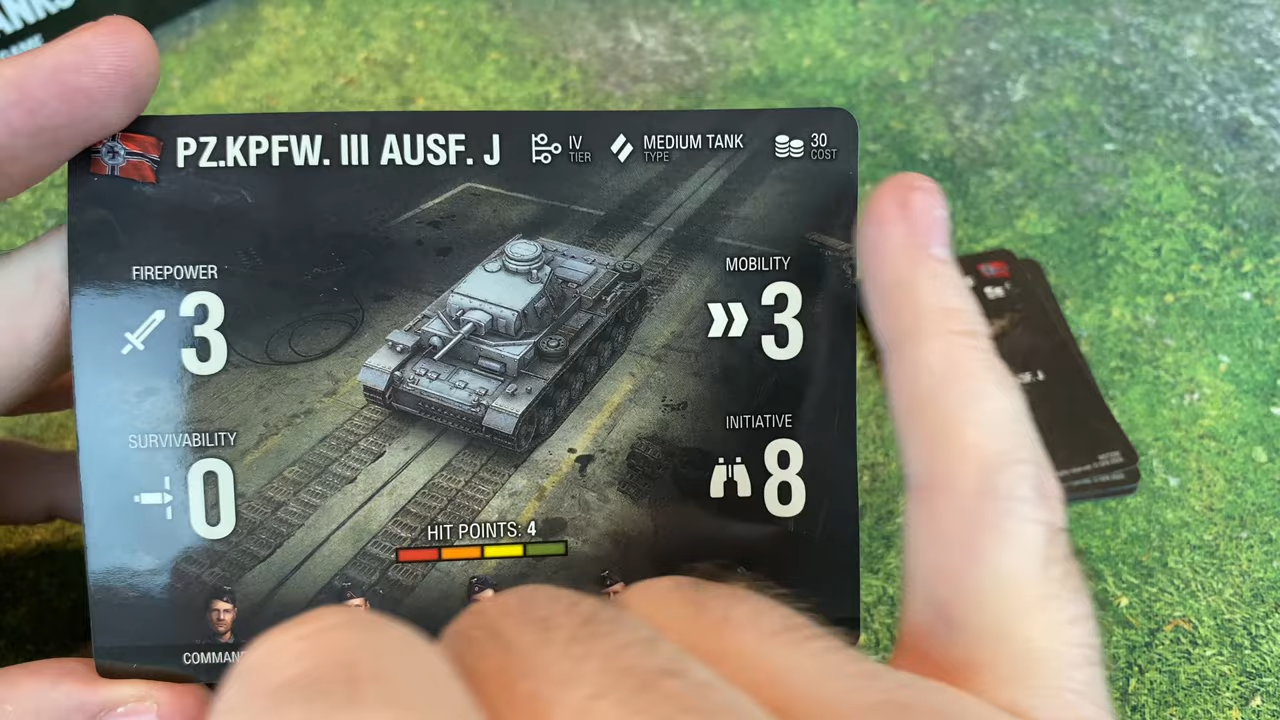 PZ.KPFW. III AUSF. J
IV
TIER
MEDIUM TANK
TYPE
30
COST
FIREPOWER
3
MOBILITY
3
SURVIVABILITY
0
INITIATIVE
8
HIT POINTS: 4